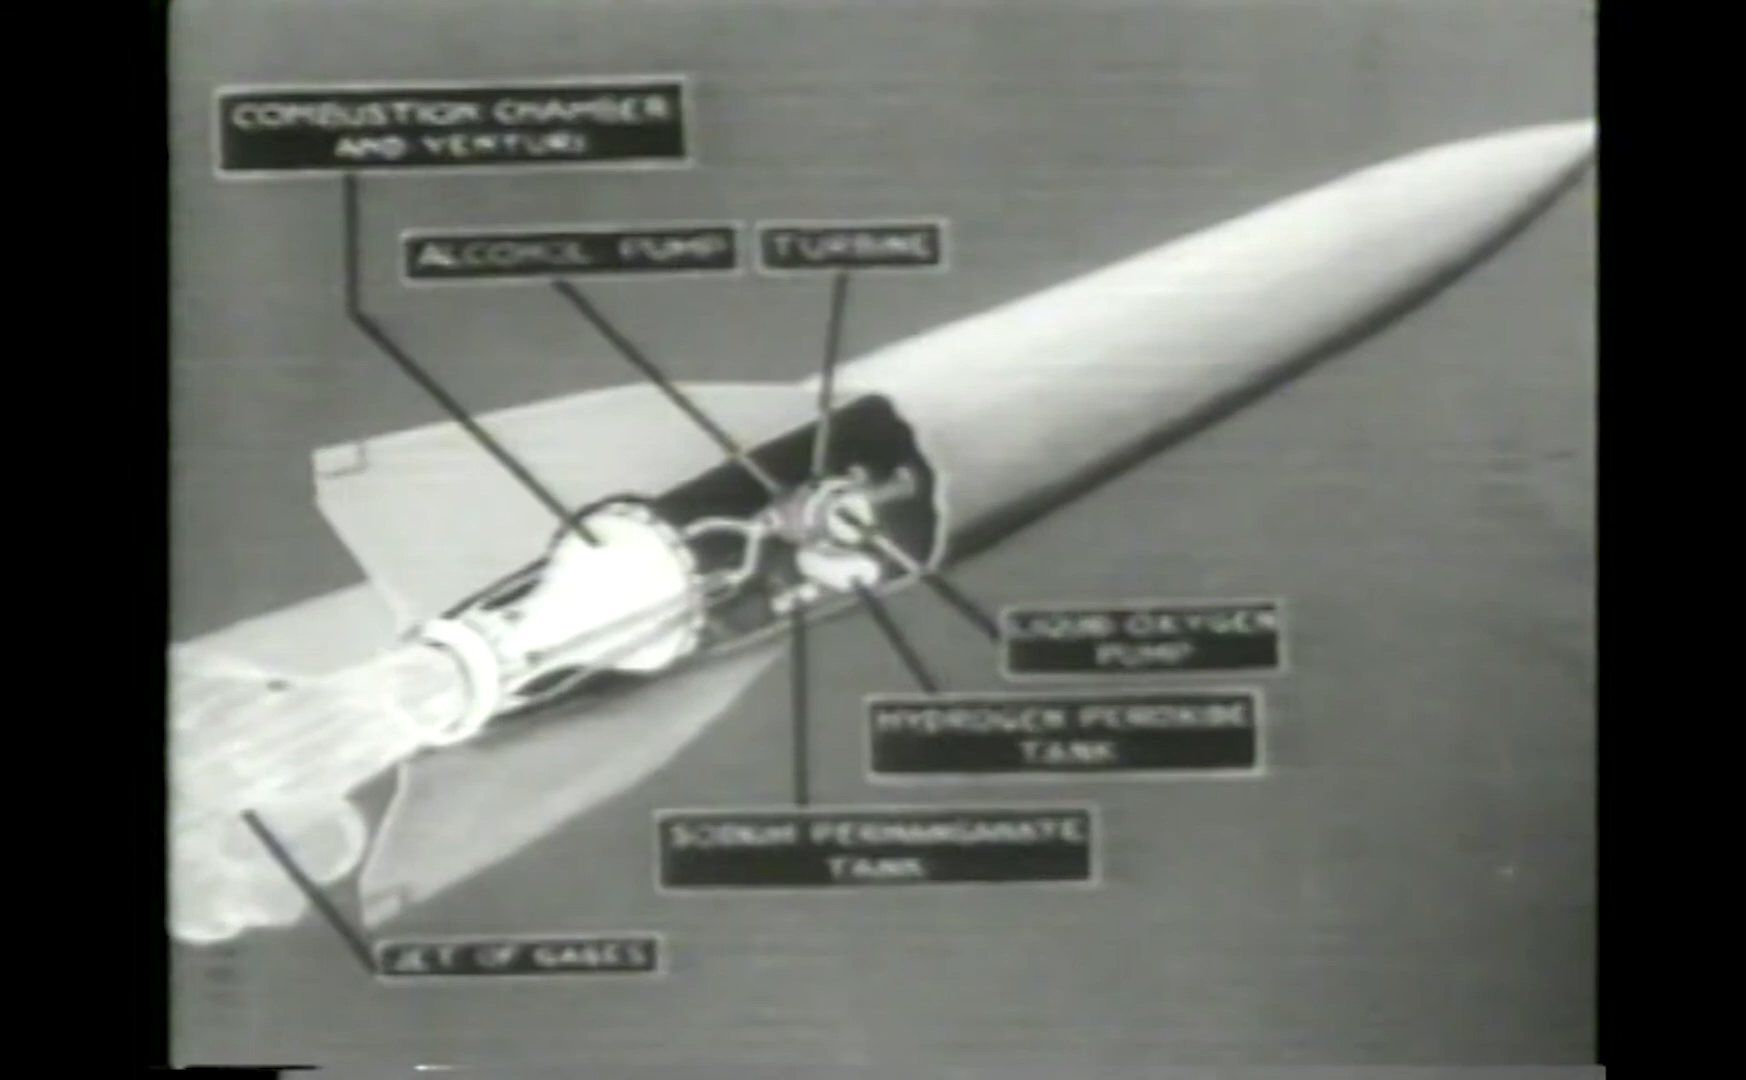 COMBUSTION CHAMBER
AND VENTURI
ALCOHOL PUMP
TURBINE
LIQUID OXYGEN
PUMP
HYDROGEN PEROXIDE
TANK
SODIUM PERMANGANATE
TANK
JET OF GASES